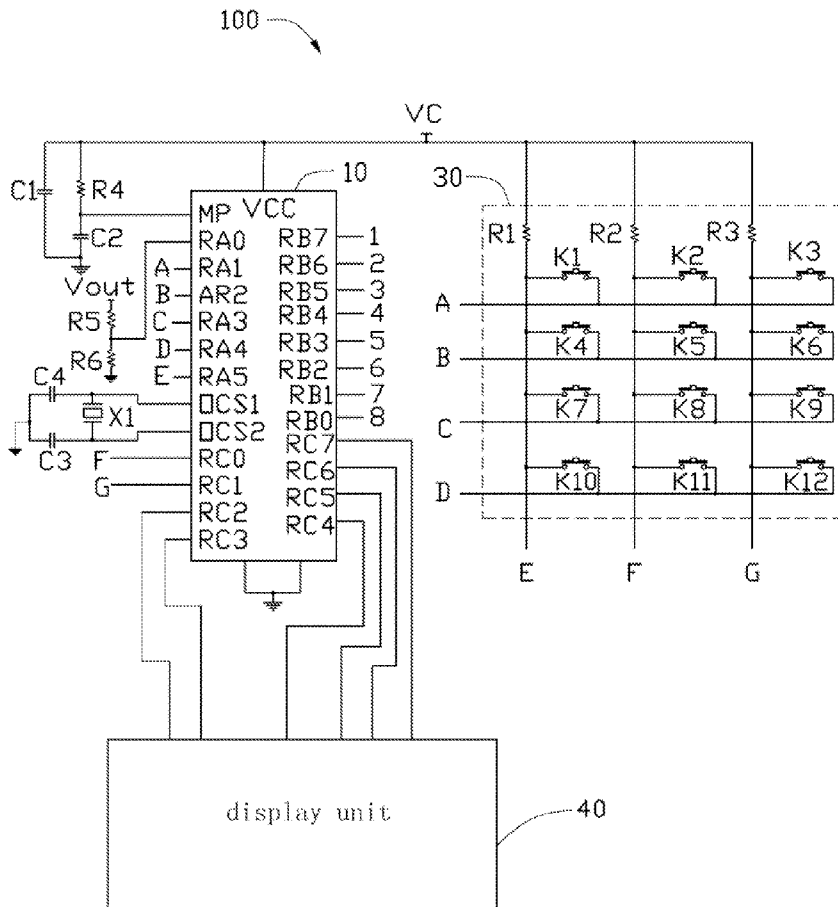 100
VC
10
30
C1
R4
C2
MP
VCC
RA0
RA1
AR2
RA3
RA4
RA5
OCS1
OCS2
RC0
RC1
RC2
RC3
RB7
RB6
RB5
RB4
RB3
RB2
RB1
RB0
RC7
RC6
RC5
RC4
1
2
3
4
5
6
7
8
Vout
R5
R6
A
B
C
D
E
C4
X1
C3
F
G
R1
R2
R3
K1
K2
K3
A
K4
K5
K6
B
K7
K8
K9
C
K10
K11
K12
D
E
F
G
display unit
40